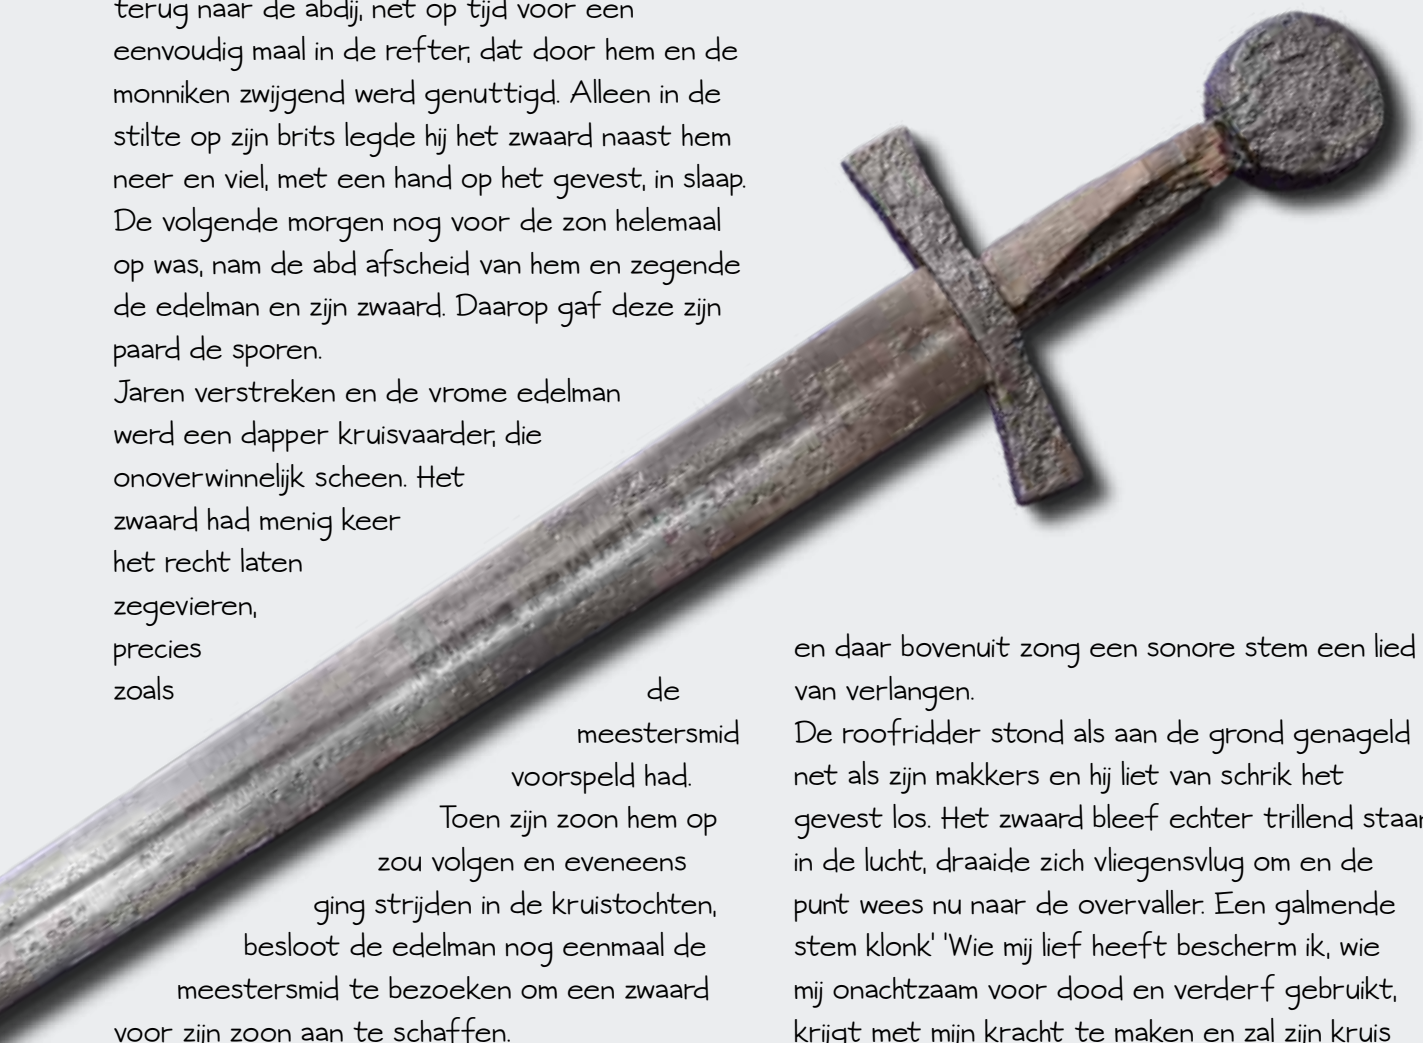 terug naar de abdij, net op tijd voor een
eenvoudig maal in de refter, dat door hem en de
monniken zwijgend werd genuttigd. Alleen in de
stilte op zijn brits legde hij het zwaard naast hem
neer en viel, met een hand op het gevest, in slaap.
De volgende morgen nog voor de zon helemaal
op was, nam de abd afscheid van hem en zegende
de edelman en zijn zwaard. Daarop gaf deze zijn
paard de sporen.
Jaren verstreken en de vrome edelman
werd een dapper kruisvaarder, die
onoverwinnelijk scheen. Het
zwaard had menig keer
het recht laten
zegevieren,
precies
zoals de
meestersmid
voorspeld had.
Toen zijn zoon hem op
zou volgen en eveneens
ging strijden in de kruistochten,
besloot de edelman nog eenmaal de
meestersmid te bezoeken om een zwaard
voor zijn zoon aan te schaffen.
en daar bovenuit zong een sonore stem een lied
van verlangen.
De roofridder stond als aan de grond genageld
net als zijn makkers en hij liet van schrik het
gevest los. Het zwaard bleef echter trillend staan
in de lucht, draaide zich vliegensvlug om en de
punt wees nu naar de overvaller. Een galmende
stem klonk' 'Wie mij lief heeft bescherm ik, wie
mij onachtzaam voor dood en verderf gebruikt,
krijgt met mijn kracht te maken en zal zijn kruis